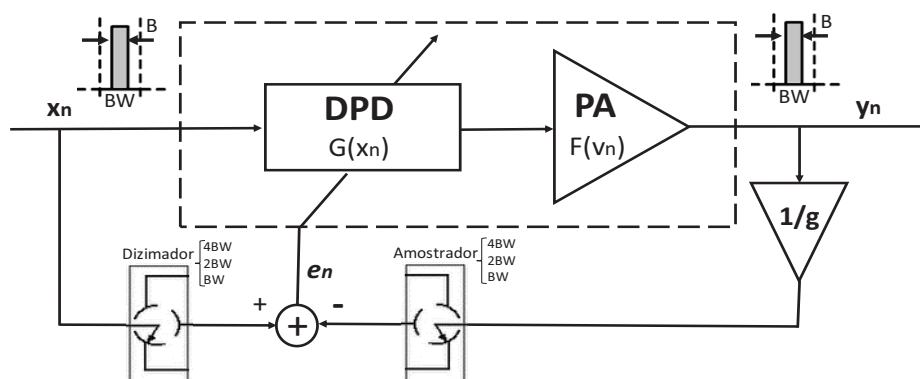 B
BW
xn
DPD
G(xn)
PA
F(vn)
B
BW
yn
1/g
Dizimador
4BW
2BW
BW
en
+
-
+
Amostrador
4BW
2BW
BW